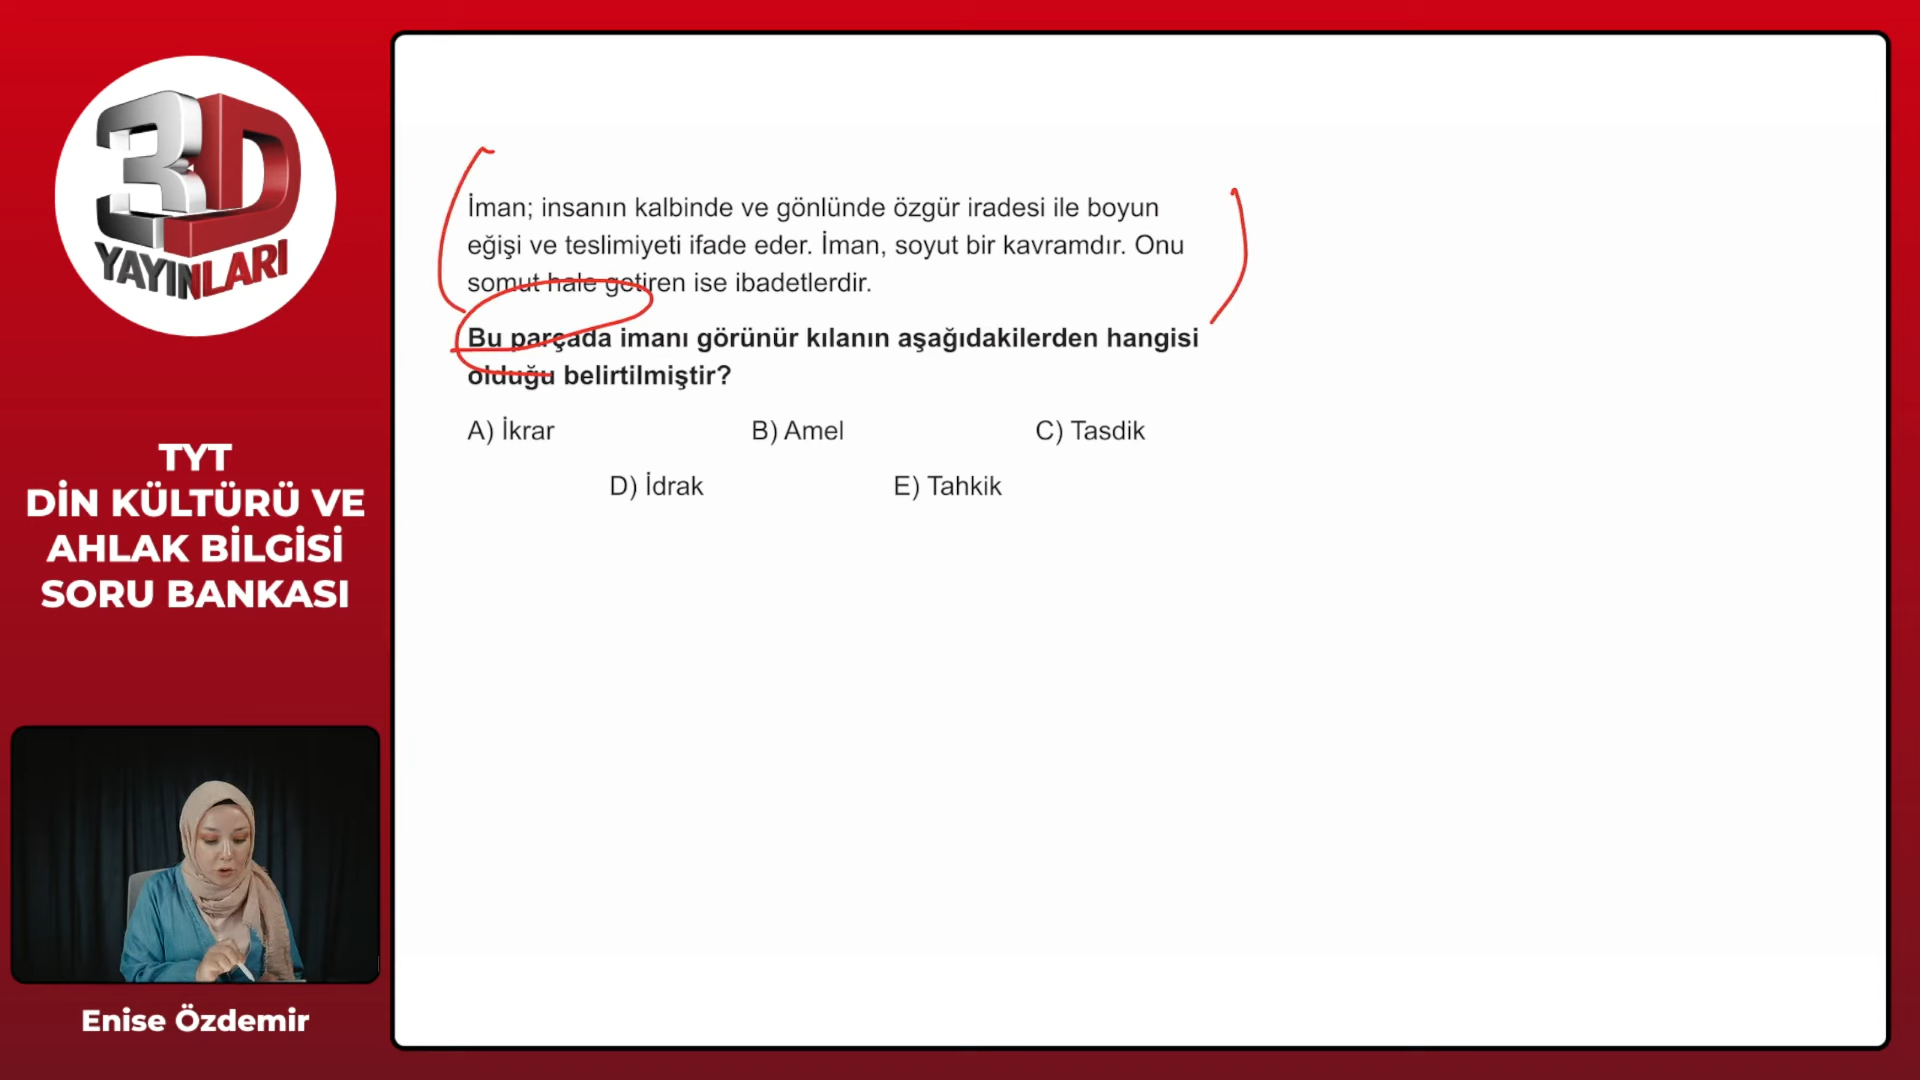 3D
YAYINLARI
TYT
DİN KÜLTÜRÜ VE
AHLAK BİLGİSİ
SORU BANKASI
Enise Özdemir
İman; insanın kalbinde ve gönlünde özgür iradesi ile boyun
eğişi ve teslimiyeti ifade eder. İman, soyut bir kavramdır. Onu
somut hale getiren ise ibadetlerdir.
Bu parçada imanı görünür kılanın aşağıdakilerden hangisi
olduğu belirtilmiştir?
A) İkrar B) Amel C) Tasdik
D) İdrak E) Tahkik